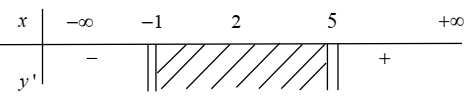 x −∞ −1 2 5 +∞
− +
y'